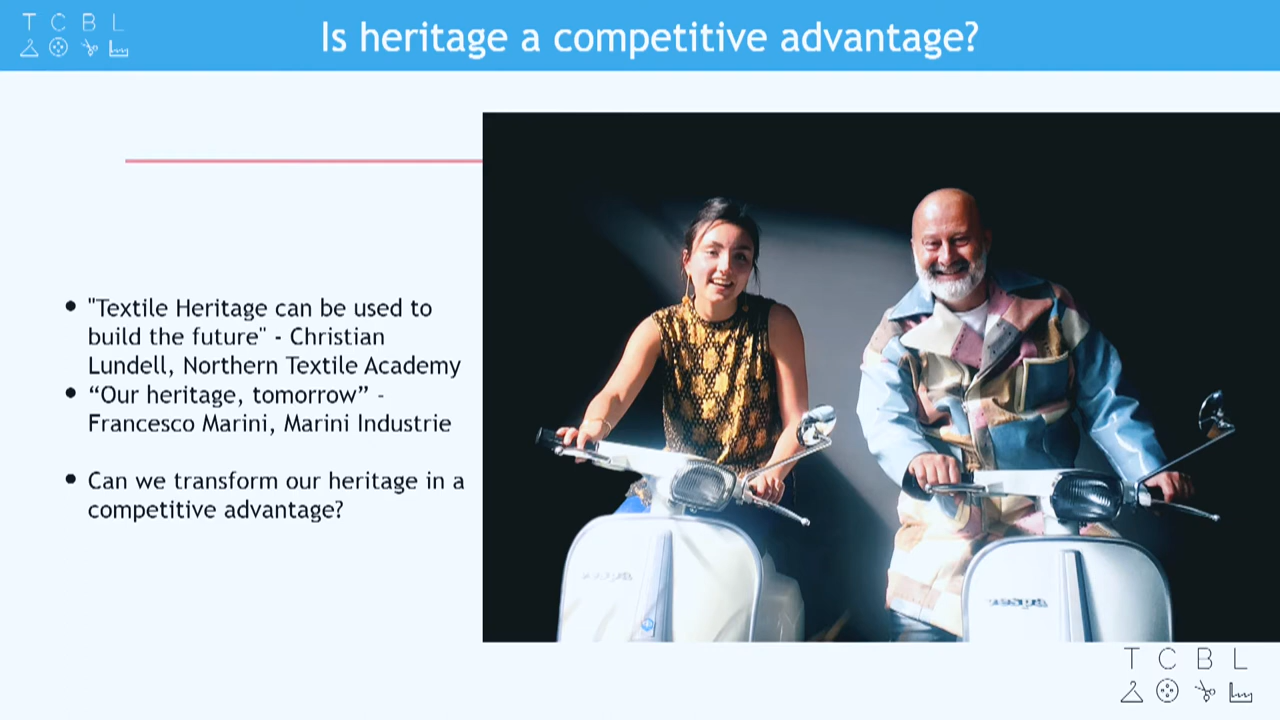 T C B L
Is heritage a competitive advantage?
• "Textile Heritage can be used to
build the future" - Christian
Lundell, Northern Textile Academy
• “Our heritage, tomorrow” -
Francesco Marini, Marini Industrie
• Can we transform our heritage in a
competitive advantage?
T C B L